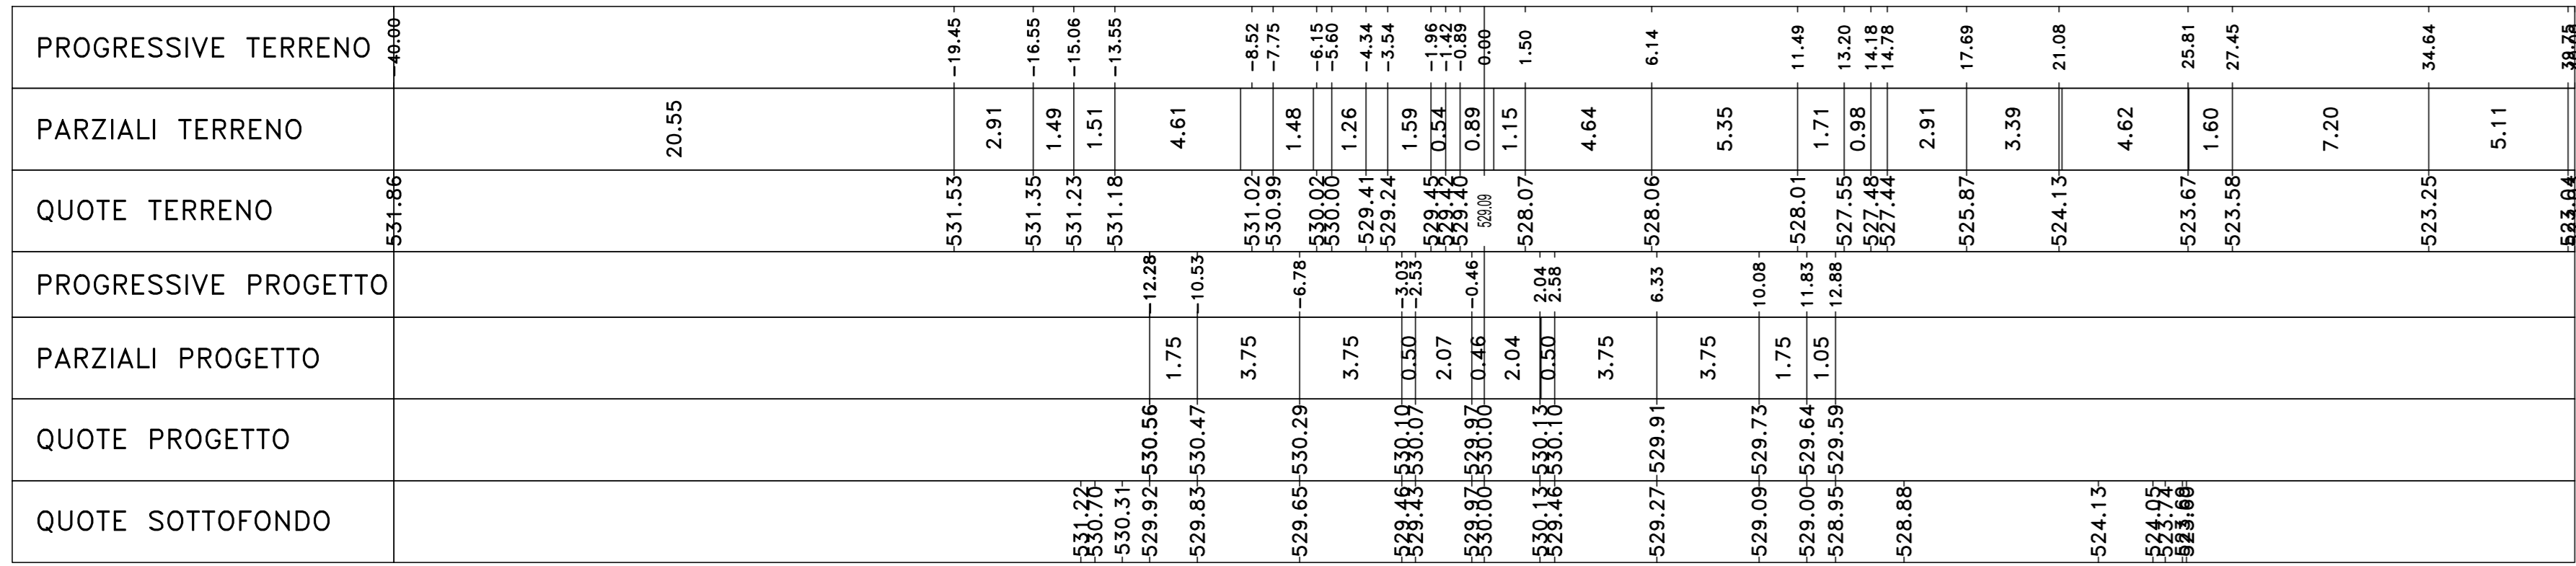 PROGRESSIVE TERRENO -40.00 -19.45 -16.55 -15.06 -13.55 -8.52 -7.75 -6.15 -5.60 -4.34 -3.54 -1.96 -1.42 -0.89 0.00 1.50 6.14 11.49 13.20 14.18 14.78 17.69 21.08 25.81 27.45 34.64 39.75
PARZIALI TERRENO 20.55 2.91 1.49 1.51 4.61 1.48 1.26 1.59 0.54 0.89 1.15 4.64 5.35 1.71 0.98 2.91 3.39 4.62 1.60 7.20 5.11
QUOTE TERRENO 531.86 531.53 531.35 531.23 531.18 531.02 530.99 530.02 530.00 529.41 529.24 529.45 529.42 529.40 529.09 528.07 528.06 528.01 527.55 527.48 527.44 525.87 524.13 523.67 523.58 523.25 523.04
PROGRESSIVE PROGETTO -12.28 -10.53 -6.78 -3.03 -2.53 -0.46 2.04 2.58 6.33 10.08 11.83 12.88
PARZIALI PROGETTO 1.75 3.75 3.75 0.50 2.07 0.46 2.04 0.50 3.75 3.75 1.75 1.05
QUOTE PROGETTO 530.56 530.47 530.29 530.10 530.07 529.97 530.00 530.13 530.10 529.91 529.73 529.64 529.59
QUOTE SOTTOFONDO 531.22 530.70 530.31 529.92 529.83 529.65 529.46 529.43 529.97 530.00 530.13 529.46 529.27 529.09 529.00 528.95 528.88 524.13 524.05 523.74